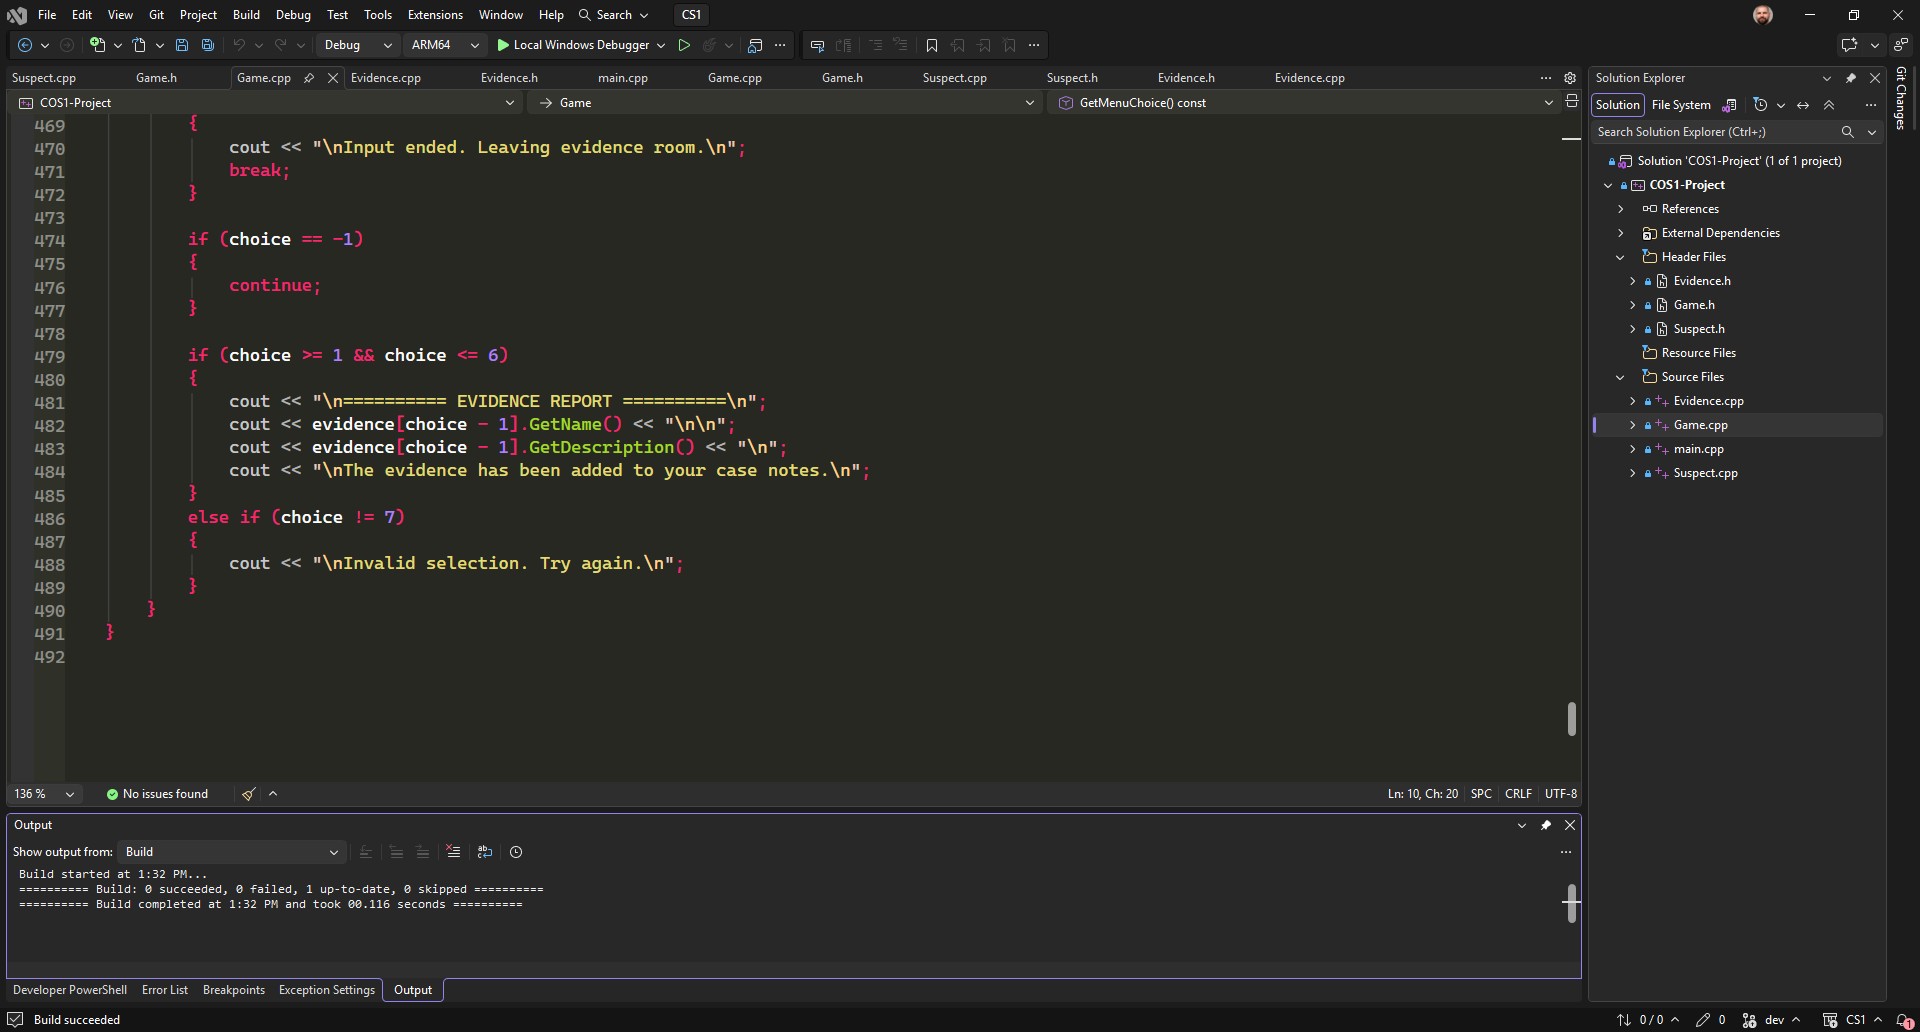 File Edit View Git Project Build Debug Test Tools Extensions Window Help Search CS1
Debug ARM64 Local Windows Debugger
Suspect.cpp Game.h Game.cpp Evidence.cpp Evidence.h main.cpp Game.cpp Game.h Suspect.cpp Suspect.h Evidence.h Evidence.cpp
COS1-Project Game GetMenuChoice() const
469 {
470 cout << "\nInput ended. Leaving evidence room.\n";
471 break;
472 }
473
474 if (choice == -1)
475 {
476 continue;
477 }
478
479 if (choice >= 1 && choice <= 6)
480 {
481 cout << "\n========== EVIDENCE REPORT ==========\n";
482 cout << evidence[choice - 1].GetName() << "\n\n";
483 cout << evidence[choice - 1].GetDescription() << "\n";
484 cout << "\nThe evidence has been added to your case notes.\n";
485 }
486 else if (choice != 7)
487 {
488 cout << "\nInvalid selection. Try again.\n";
489 }
490 }
491 }
492
136 % No issues found Ln: 10, Ch: 20 SPC CRLF UTF-8
Output
Show output from: Build
Build started at 1:32 PM...
========== Build: 0 succeeded, 0 failed, 1 up-to-date, 0 skipped ==========
========== Build completed at 1:32 PM and took 00.116 seconds ==========
Developer PowerShell Error List Breakpoints Exception Settings Output
Solution Explorer
Solution File System
Search Solution Explorer (Ctrl+;)
Solution 'COS1-Project' (1 of 1 project)
COS1-Project
References
External Dependencies
Header Files
Evidence.h
Game.h
Suspect.h
Resource Files
Source Files
Evidence.cpp
Game.cpp
main.cpp
Suspect.cpp
Git Changes
Build succeeded 0 / 0 0 dev CS1 1